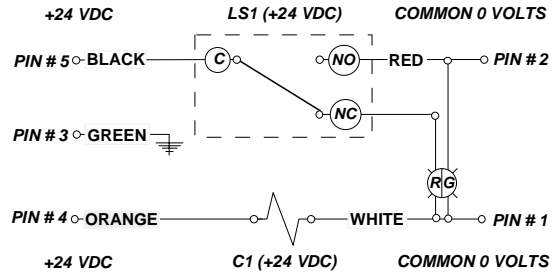 +24 VDC LS1 (+24 VDC) COMMON 0 VOLTS
PIN # 5 BLACK C NO RED PIN # 2
NC
PIN # 3 GREEN
R G
PIN # 4 ORANGE WHITE PIN # 1
+24 VDC C1 (+24 VDC) COMMON 0 VOLTS